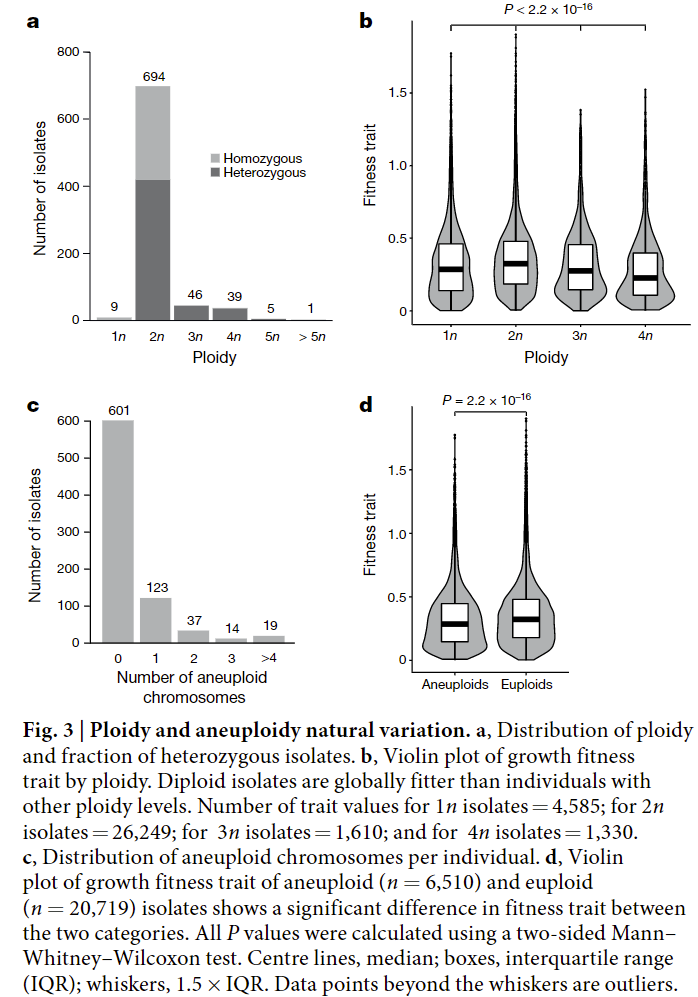 a
800
600
400
200
0
Number of isolates
694
9
46
39
5
1
Homozygous
Heterozygous
1n
2n
3n
4n
5n
> 5n
Ploidy
b
P < 2.2 × 10–16
1.5
1.0
0.5
0
Fitness trait
1n
2n
3n
4n
Ploidy
c
600
500
400
300
200
100
0
Number of isolates
601
123
37
14
19
0
1
2
3
>4
Number of aneuploid
chromosomes
d
P = 2.2 × 10–16
1.5
1.0
0.5
0
Fitness trait
Aneuploids
Euploids
Fig. 3 | Ploidy and aneuploidy natural variation. a, Distribution of ploidy
and fraction of heterozygous isolates. b, Violin plot of growth fitness
trait by ploidy. Diploid isolates are globally fitter than individuals with
other ploidy levels. Number of trait values for 1n isolates = 4,585; for 2n
isolates = 26,249; for 3n isolates = 1,610; and for 4n isolates = 1,330.
c, Distribution of aneuploid chromosomes per individual. d, Violin
plot of growth fitness trait of aneuploid (n = 6,510) and euploid
(n = 20,719) isolates shows a significant difference in fitness trait between
the two categories. All P values were calculated using a two-sided Mann–
Whitney–Wilcoxon test. Centre lines, median; boxes, interquartile range
(IQR); whiskers, 1.5 × IQR. Data points beyond the whiskers are outliers.